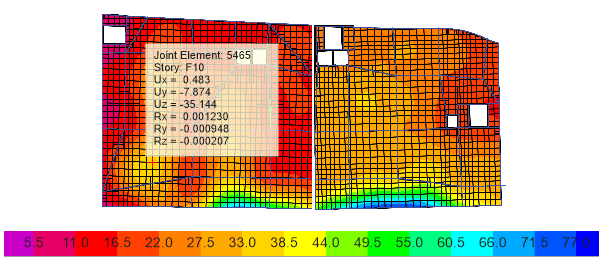 Joint Element: 5465
Story: F10
Ux = 0.483
Uy = -7.874
Uz = -35.144
Rx = 0.001230
Ry = -0.000948
Rz = -0.000207
5.5 11.0 16.5 22.0 27.5 33.0 38.5 44.0 49.5 55.0 60.5 66.0 71.5 77.0